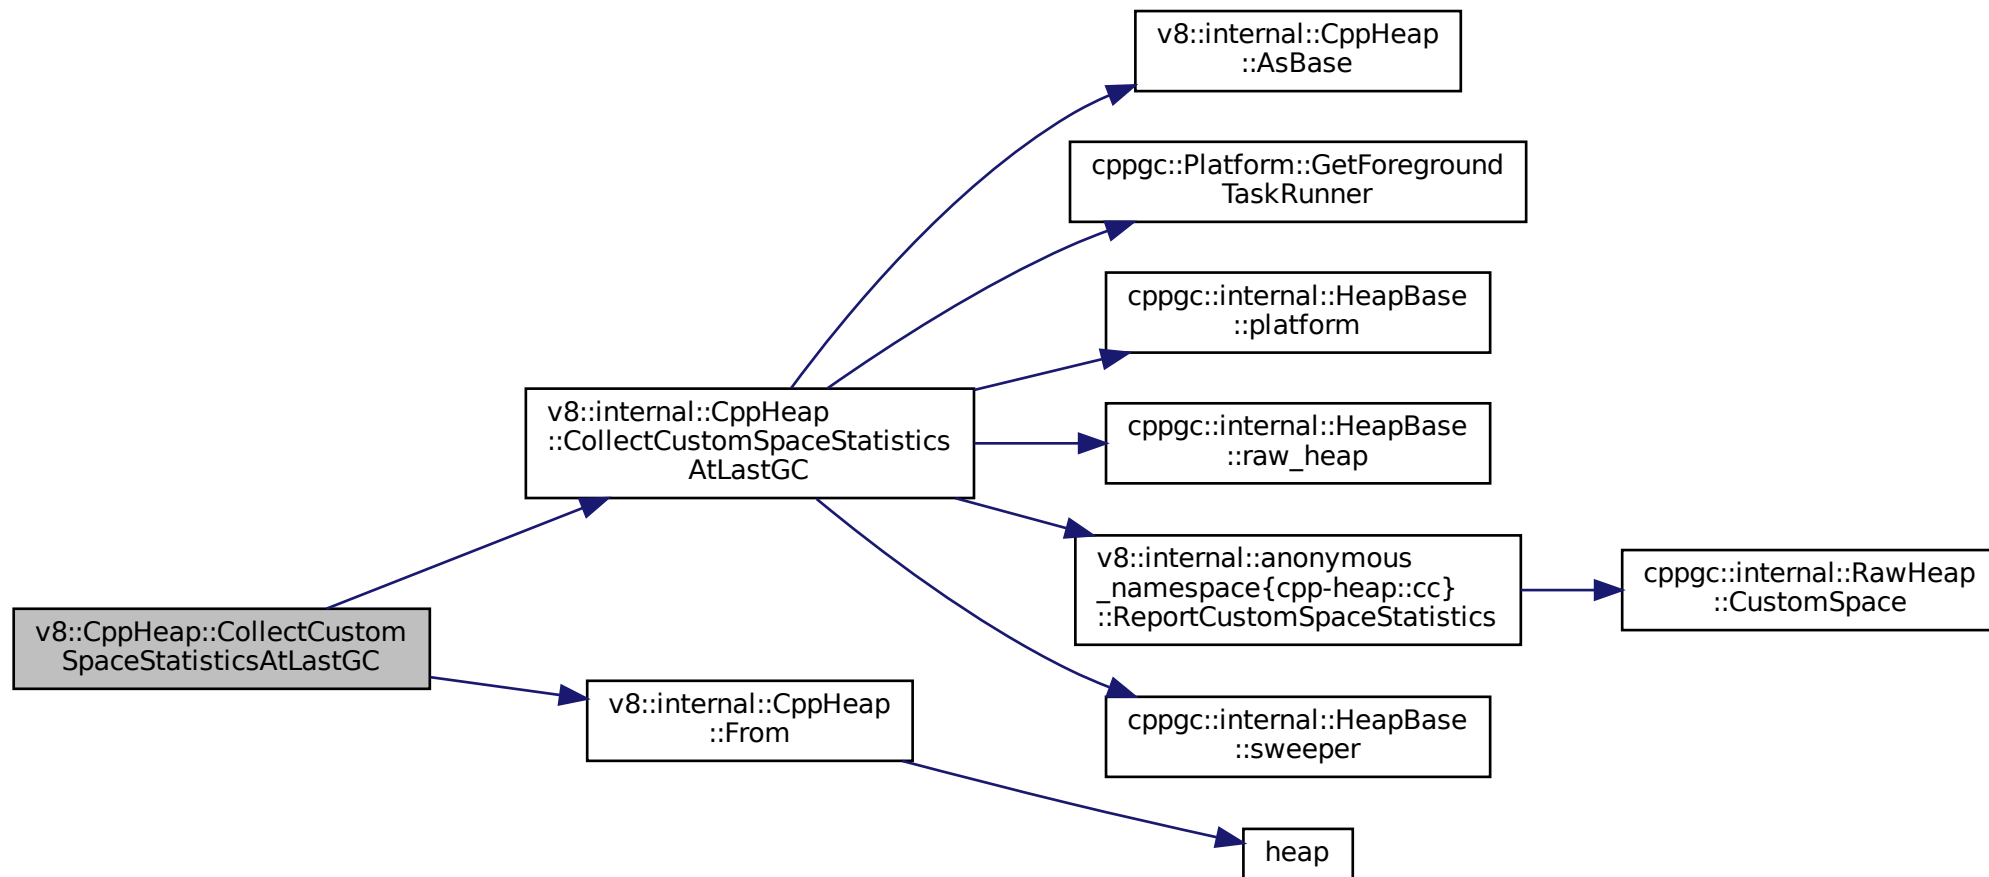 v8::internal::CppHeap
::AsBase
cppgc::Platform::GetForeground
TaskRunner
cppgc::internal::HeapBase
::platform
v8::internal::CppHeap
::CollectCustomSpaceStatistics
AtLastGC
cppgc::internal::HeapBase
::raw_heap
v8::internal::anonymous
_namespace{cpp-heap::cc}
::ReportCustomSpaceStatistics
cppgc::internal::RawHeap
::CustomSpace
v8::CppHeap::CollectCustom
SpaceStatisticsAtLastGC
v8::internal::CppHeap
::From
cppgc::internal::HeapBase
::sweeper
heap